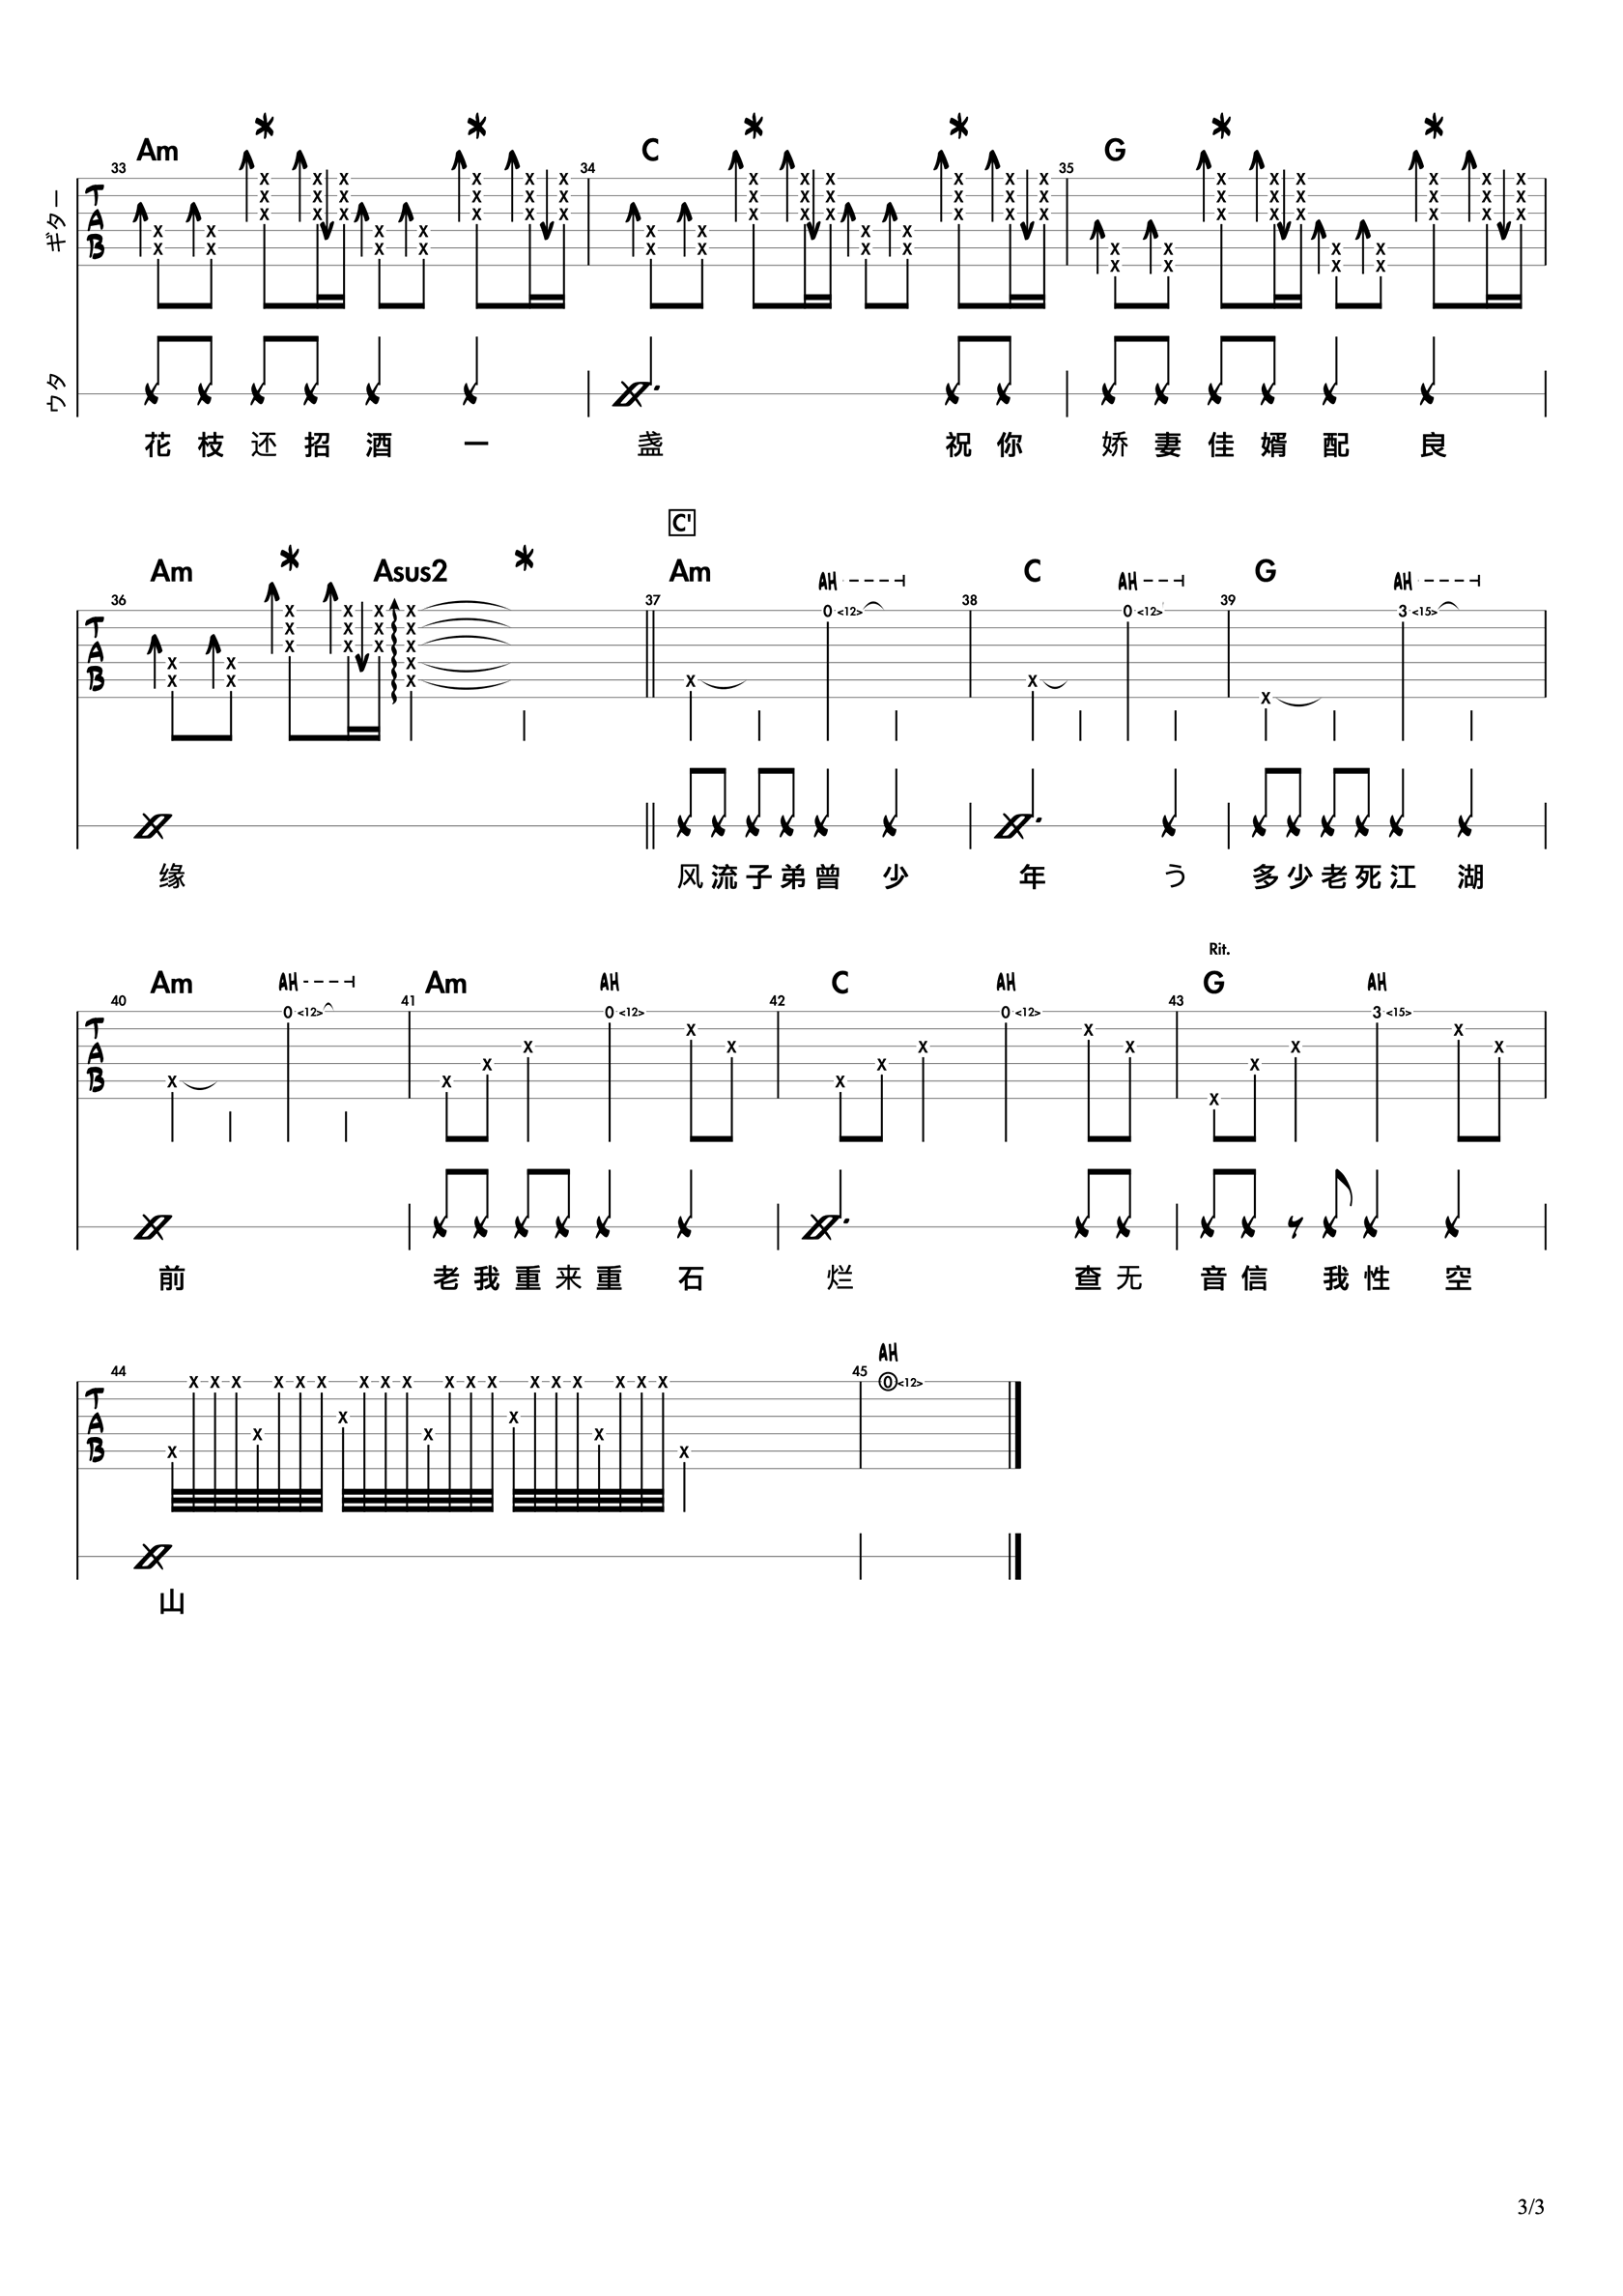 Am * * C * * G * *
33 34 35
ギター
TAB
ウタ
花 枝 还 招 酒 一 盏 祝 你 娇 妻 佳 婿 配 良
C'
Am * Asus2 * Am AH C AH G AH
36 37 38 39
0 <12> 0 <12> 3 <15>
TAB
缘 风 流 子 弟 曾 少 年 う 多 少 老 死 江 湖
Rit.
Am AH Am AH C AH G AH
40 41 42 43
0 <12> 0 <12> 0 <12> 3 <15>
TAB
前 老 我 重 来 重 石 烂 查 无 音 信 我 性 空
AH
44 45
0 <12>
TAB
山
3/3